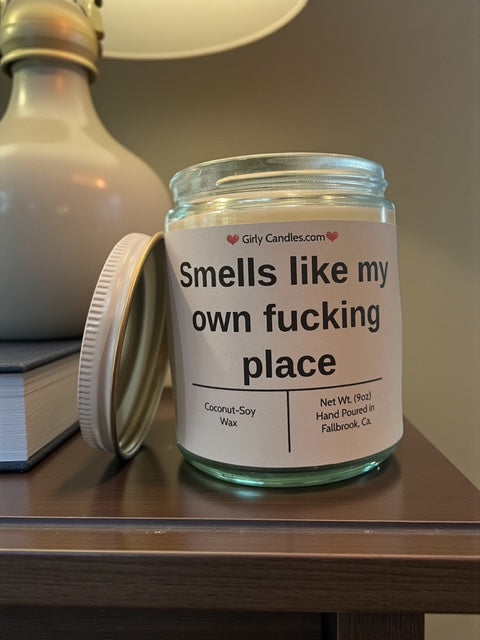 Girly Candles.com
Smells like my
own fucking
place
Coconut-Soy
Wax
Net Wt. (9oz)
Hand Poured in
Fallbrook, Ca.